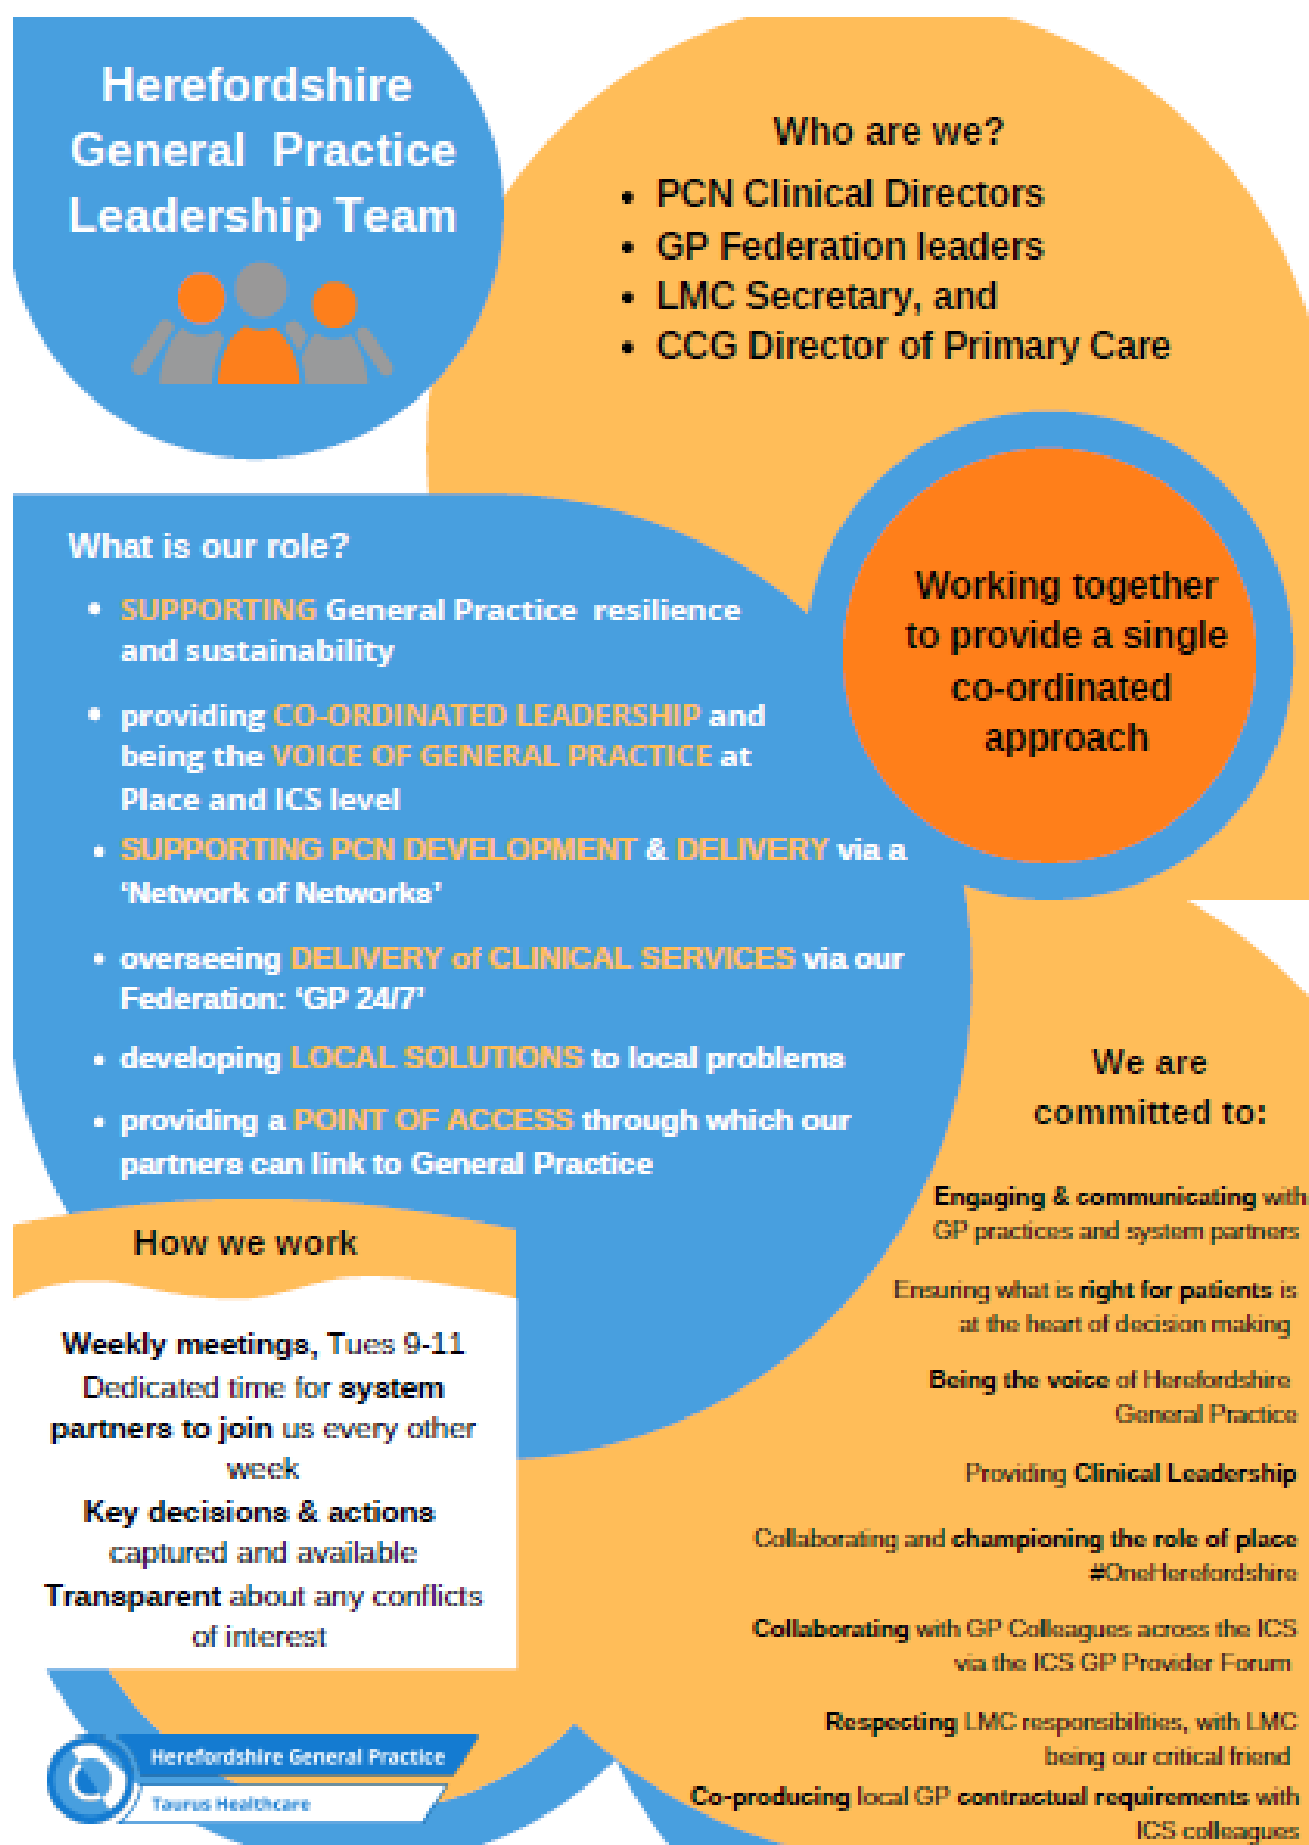 Herefordshire
General Practice
Leadership Team
Who are we?
• PCN Clinical Directors
• GP Federation leaders
• LMC Secretary, and
• CCG Director of Primary Care
Working together
to provide a single
co-ordinated
approach
What is our role?
• SUPPORTING General Practice resilience
and sustainability
• providing CO-ORDINATED LEADERSHIP and
being the VOICE OF GENERAL PRACTICE at
Place and ICS level
• SUPPORTING PCN DEVELOPMENT & DELIVERY via a
‘Network of Networks’
• overseeing DELIVERY of CLINICAL SERVICES via our
Federation: ‘GP 24/7’
• developing LOCAL SOLUTIONS to local problems
• providing a POINT OF ACCESS through which our
partners can link to General Practice
How we work
Weekly meetings, Tues 9-11
Dedicated time for system
partners to join us every other
week
Key decisions & actions
captured and available
Transparent about any conflicts
of interest
We are
committed to:
Engaging & communicating with
GP practices and system partners
Ensuring what is right for patients is
at the heart of decision making
Being the voice of Herefordshire
General Practice
Providing Clinical Leadership
Collaborating and championing the role of place
#OneHerefordshire
Collaborating with GP Colleagues across the ICS
via the ICS GP Provider Forum
Respecting LMC responsibilities, with LMC
being our critical friend
Co-producing local GP contractual requirements with
ICS colleagues
Herefordshire General Practice
Taurus Healthcare